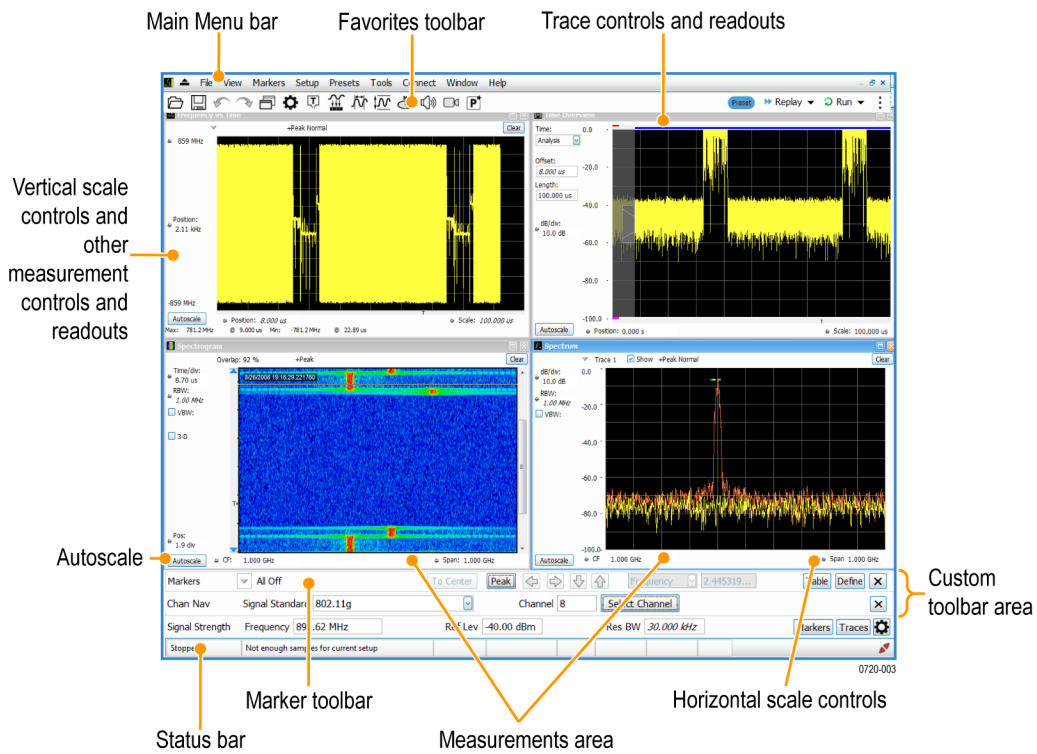 Main Menu bar
Favorites toolbar
Trace controls and readouts
File View Markers Setup Presets Tools Connect Window Help
Preset Replay Run
Frequency vs Time
+Peak Normal
Clear
859 MHz
Position:
2.11 kHz
-859 MHz
Autoscale
Position: 8.000 us
Scale: 100.000 us
Max: 781.2 MHz @ 9.000 us Min: -781.2 MHz @ 22.89 us
Time Overview
Time:
Analysis
Offset:
8.000 us
Length:
100.000 us
dB/div:
10.0 dB
0.0
-20.0
-40.0
-60.0
-80.0
-100.0
Autoscale
Position: 0.000 s
Scale: 100.000 us
Vertical scale
controls and
other
measurement
controls and
readouts
Spectrogram
Overlap: 92 %
+Peak
Clear
Time/div:
8.70 us
RBW:
1.00 MHz
VBW:
3-D
8/26/2008 19:16:29.221760
T
Pos:
1.9 div
Autoscale
CF: 1.000 GHz
Span: 1.000 GHz
Spectrum
Trace 1 Show +Peak Normal
Clear
dB/div:
10.0 dB
RBW:
1.00 MHz
VBW:
0.0
-20.0
-40.0
-60.0
-80.0
-100.0
Autoscale
CF 1.000 GHz
Span 1.000 GHz
Autoscale
Markers All Off To Center Peak Frequency 2.445319... Table Define
Chan Nav Signal Standard 802.11g Channel 8 Select Channel
Signal Strength Frequency MHz Ref Lev -40.00 dBm Res BW 30.000 kHz Markers Traces
Stopped Not enough samples for current setup
Custom
toolbar area
0720-003
Marker toolbar
Horizontal scale controls
Status bar
Measurements area